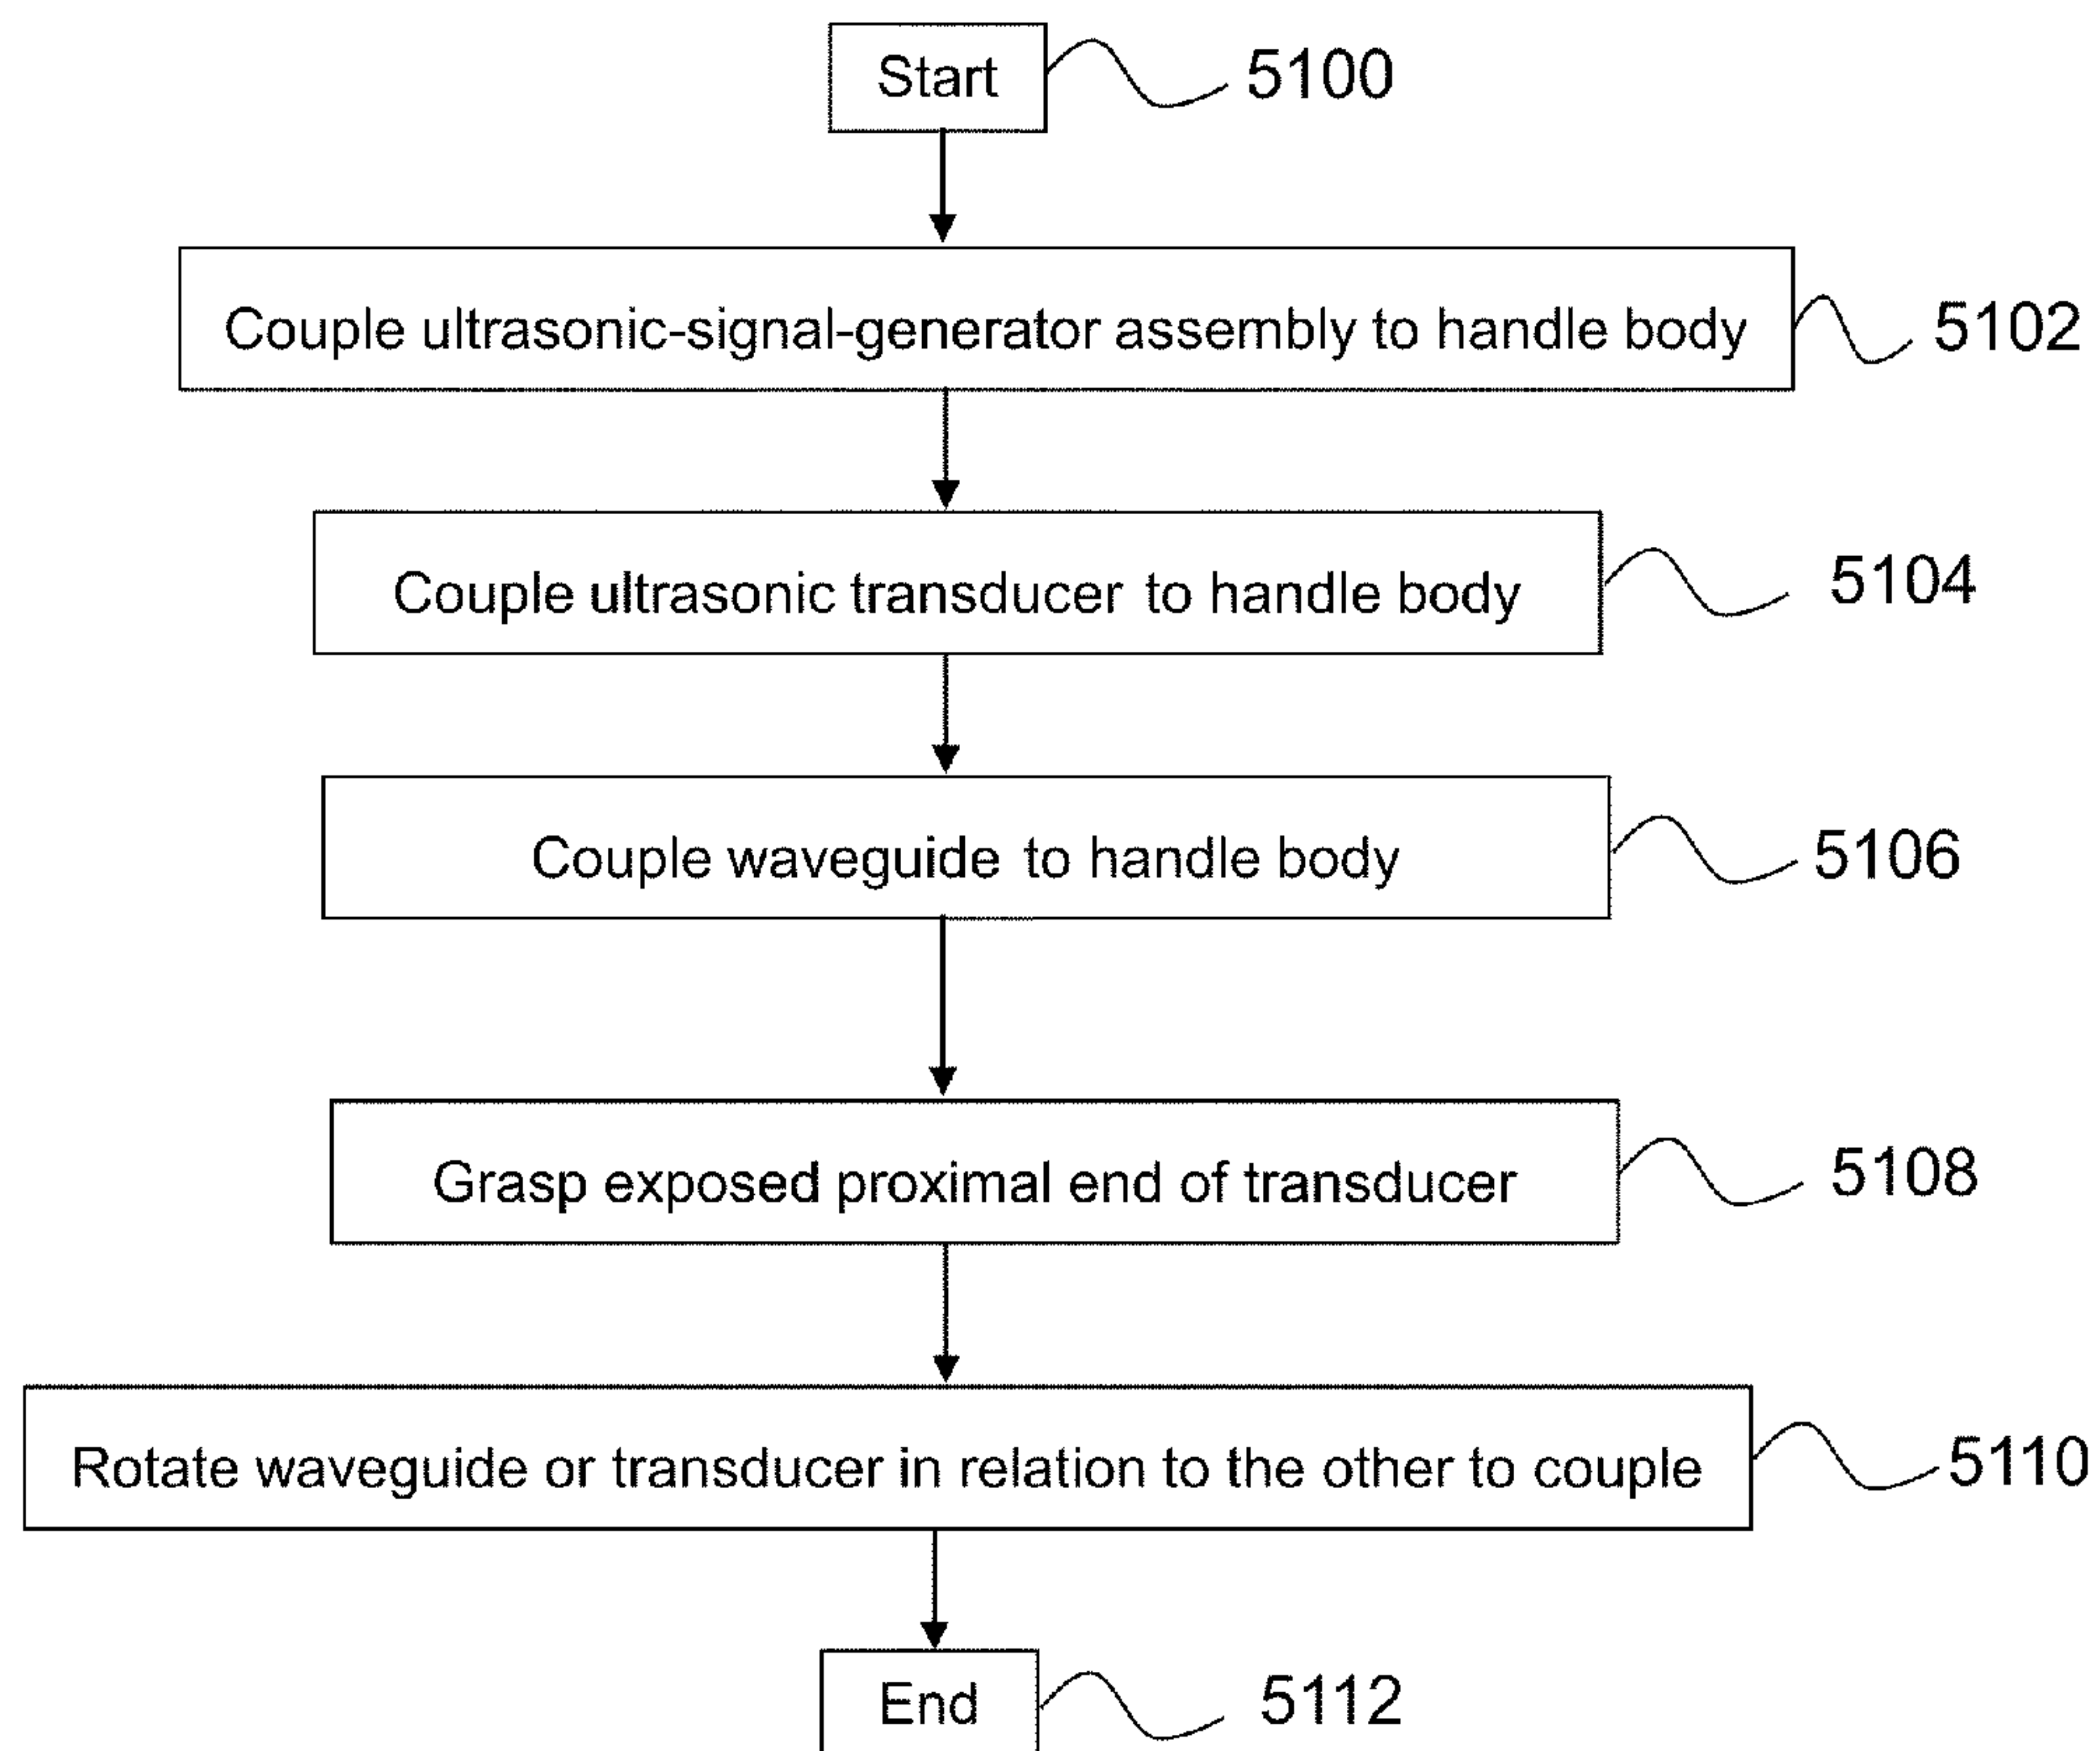 Start 5100
Couple ultrasonic-signal-generator assembly to handle body 5102
Couple ultrasonic transducer to handle body 5104
Couple waveguide to handle body 5106
Grasp exposed proximal end of transducer 5108
Rotate waveguide or transducer in relation to the other to couple 5110
End 5112